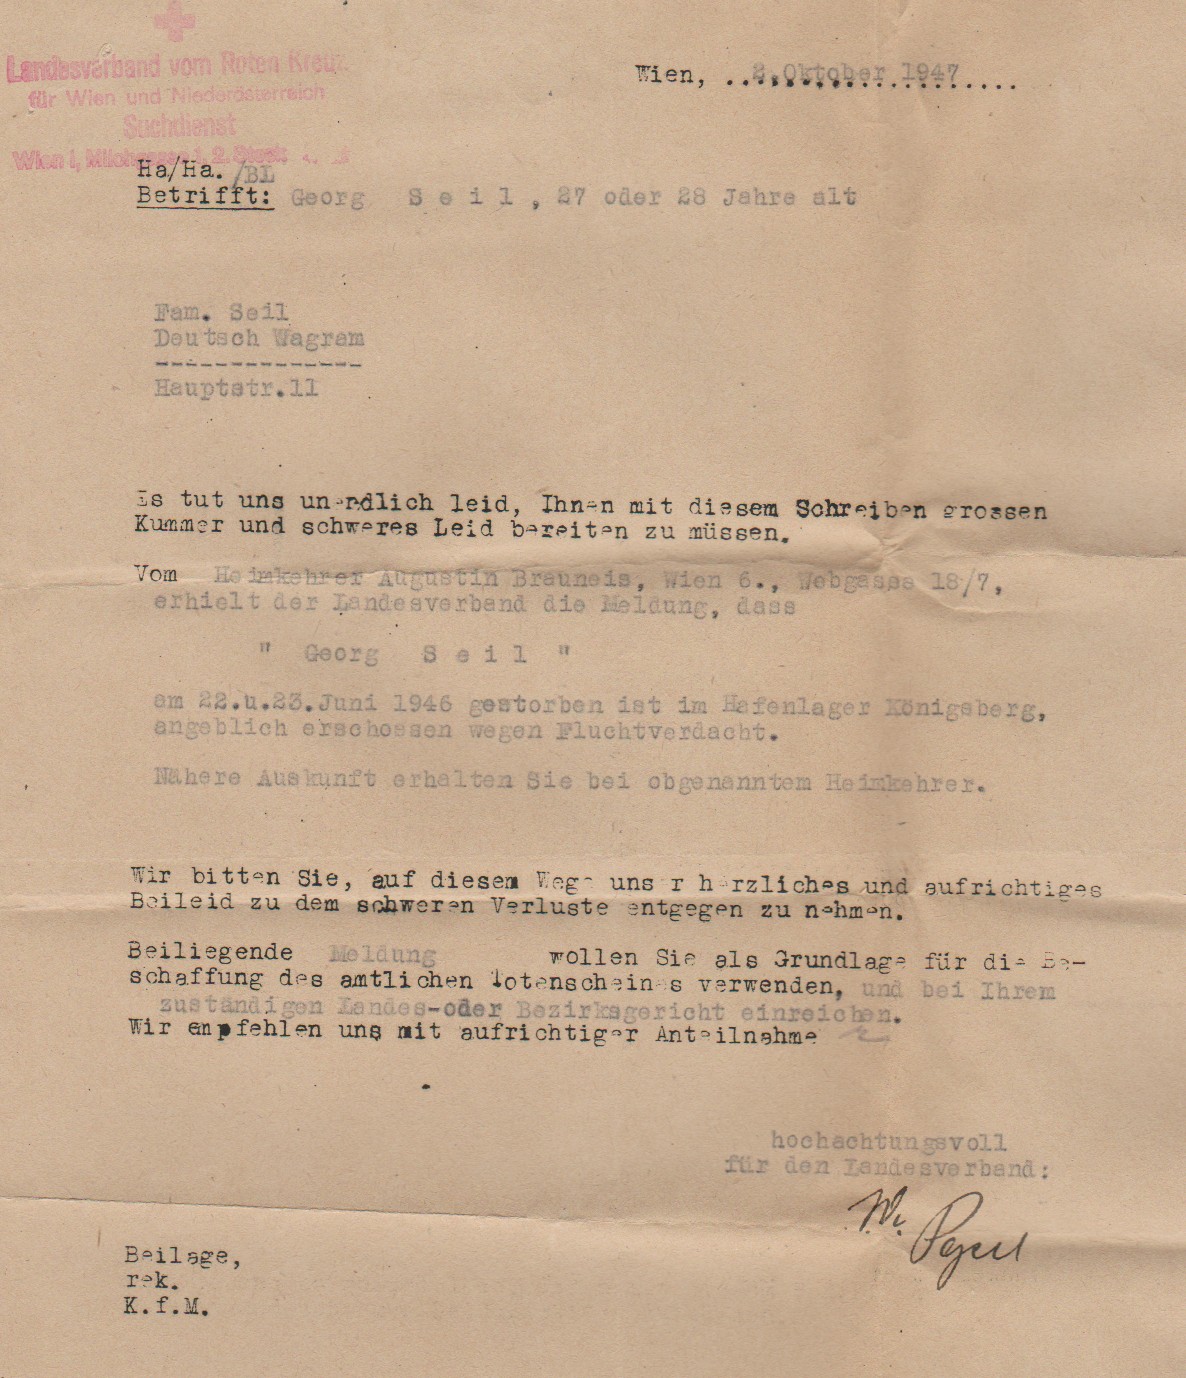 Landesverband vom Roten Kreuz
für Wien und Niederösterreich
Suchdienst
Wien I, Milchgasse 1, 2. Stock
Wien, 2.Oktober 1947
Ha/Ha./BL
Betrifft: Georg S e i l , 27 oder 28 Jahre alt
Fam. Seil
Deutsch Wagram
--------------
Hauptstr.11
Es tut uns unendlich leid, Ihnen mit diesem Schreiben grossen
Kummer und schweres Leid bereiten zu müssen.
Vom Heimkehrer Augustin Brauneis, Wien 6., Webgasse 18/7,
erhielt der Landesverband die Meldung, dass
" Georg S e i l "
am 22.u.23.Juni 1946 gestorben ist im Hafenlager Königsberg,
angeblich erschossen wegen Fluchtverdacht.
Nähere Auskunft erhalten Sie bei obgenanntem Heimkehrer.
Wir bitten Sie, auf diesem Wege unser herzliches und aufrichtiges
Beileid zu dem schweren Verluste entgegen zu nehmen.
Beiliegende Meldung wollen Sie als Grundlage für die Be-
schaffung des amtlichen Totenscheines verwenden, und bei Ihrem
zuständigen Landes-oder Bezirksgericht einreichen.
Wir empfehlen uns mit aufrichtiger Anteilnahme
hochachtungsvoll
für den Landesverband:
Beilage,
rek.
K.f.M.